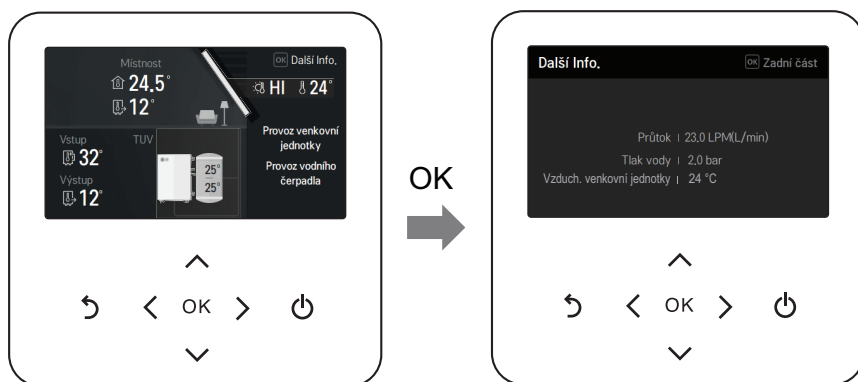 Místnost
24.5°
12°
OK Další Info.
HI 24°
Vstup
32°
Výstup
12°
TUV
25°
25°
Provoz venkovní
jednotky
Provoz vodního
čerpadla
OK
OK
Další Info.
OK Zadní část
Průtok | 23.0 LPM(L/min)
Tlak vody | 2.0 bar
Vzduch. venkovní jednotky | 24 °C
OK